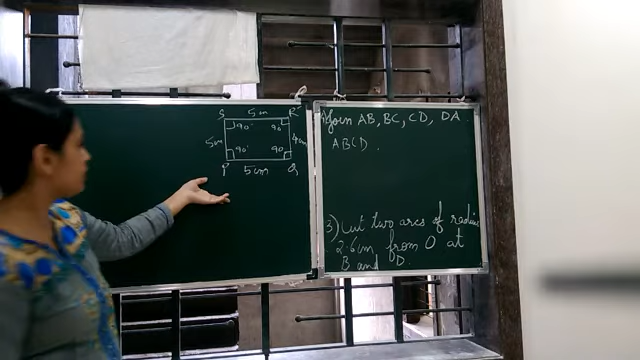 S 5cm R
90° 90°
5cm 4cm
90° 90
P 5cm Q
Join AB, BC, CD, DA
ABCD.
3) Cut two arcs of radius
2.6cm from O at
B and D.